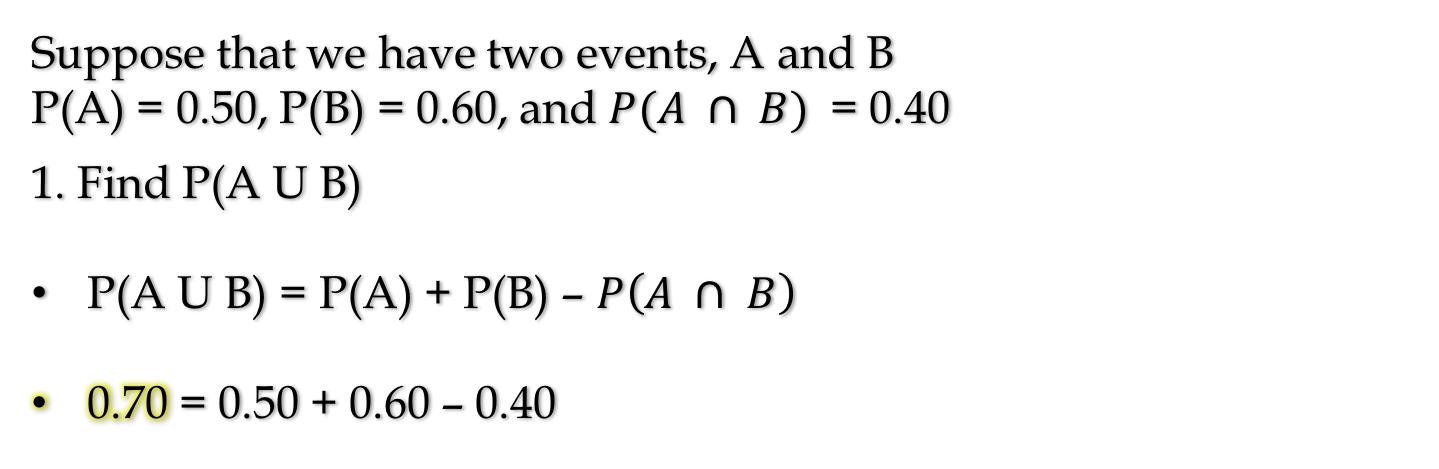 Suppose that we have two events, A and B
P(A) = 0.50, P(B) = 0.60, and P(A ∩ B) = 0.40
1. Find P(A U B)
• P(A U B) = P(A) + P(B) – P(A ∩ B)
• 0.70 = 0.50 + 0.60 – 0.40